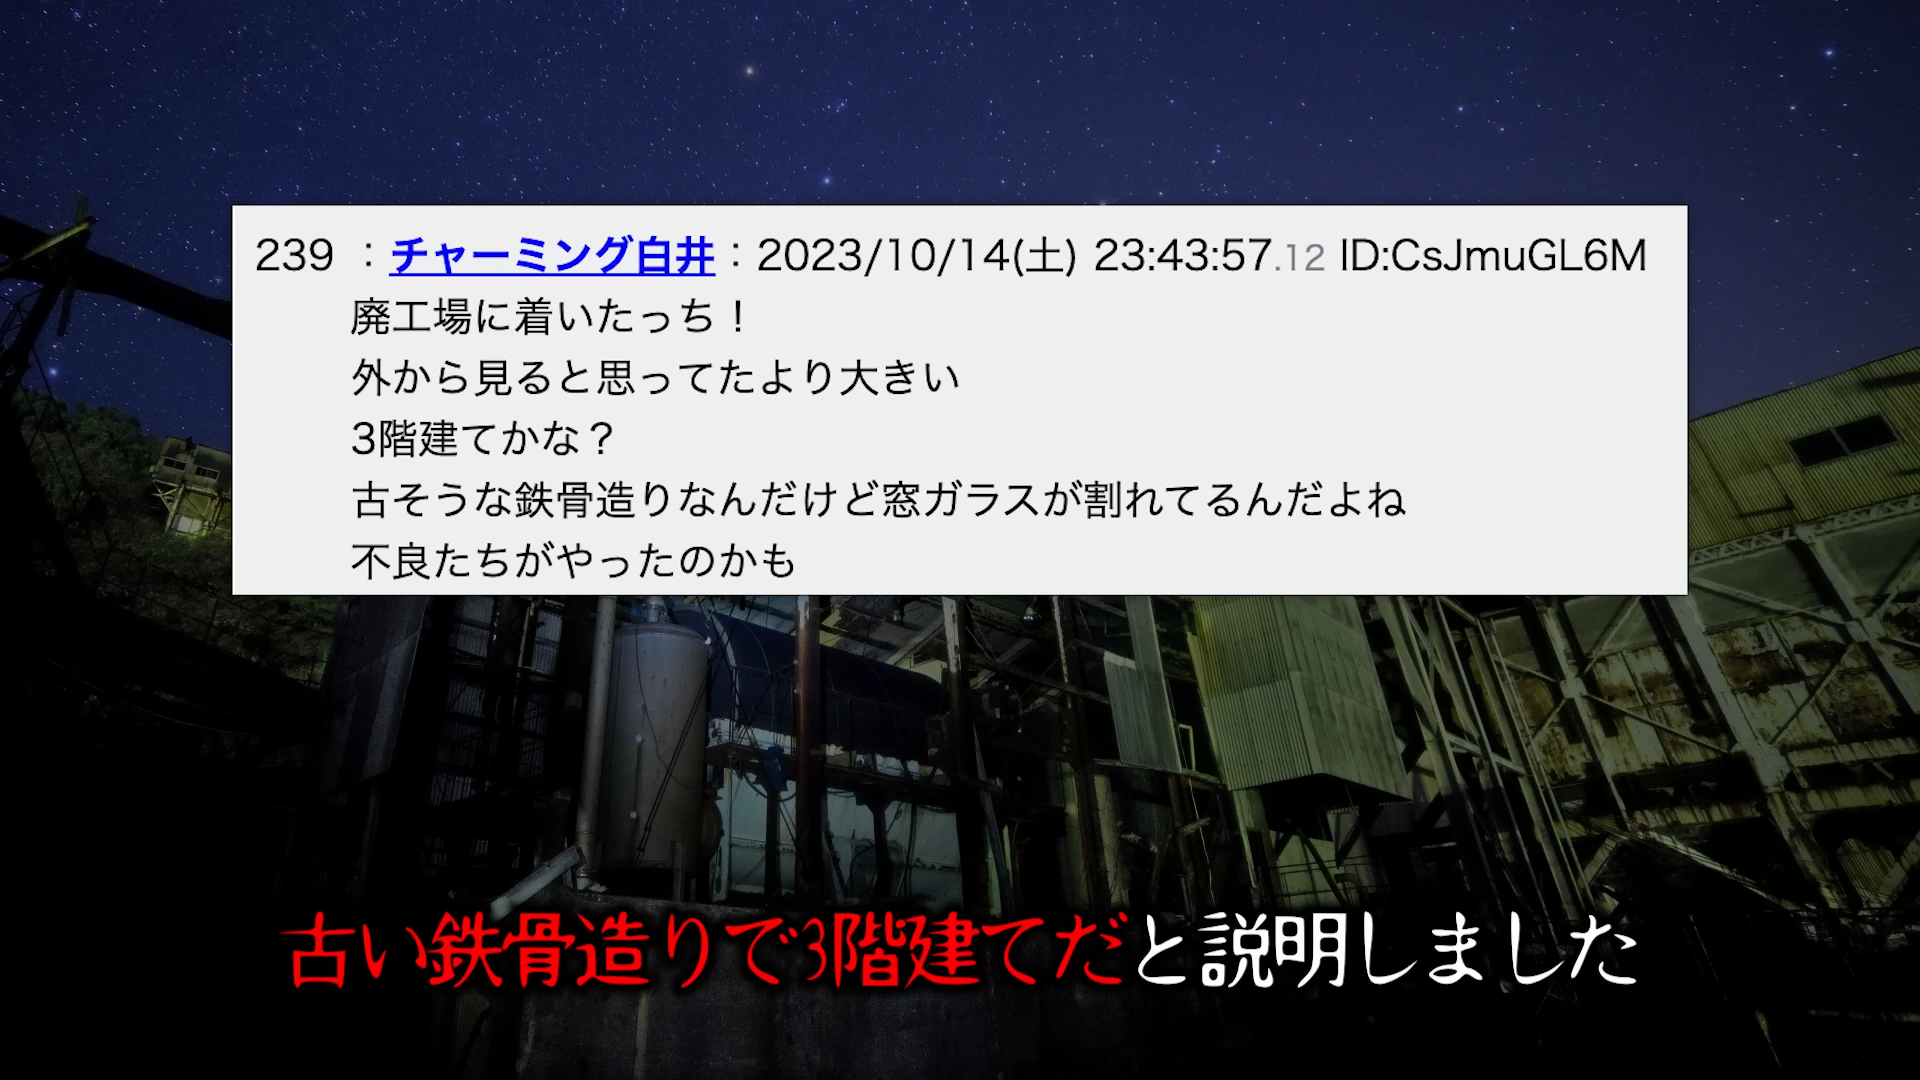 239 ：チャーミング白井：2023/10/14(土) 23:43:57.12 ID:CsJmuGL6M
廃工場に着いたっち！
外から見ると思ってたより大きい
3階建てかな？
古そうな鉄骨造りなんだけど窓ガラスが割れてるんだよね
不良たちがやったのかも
古い鉄骨造りで3階建てだと説明しました